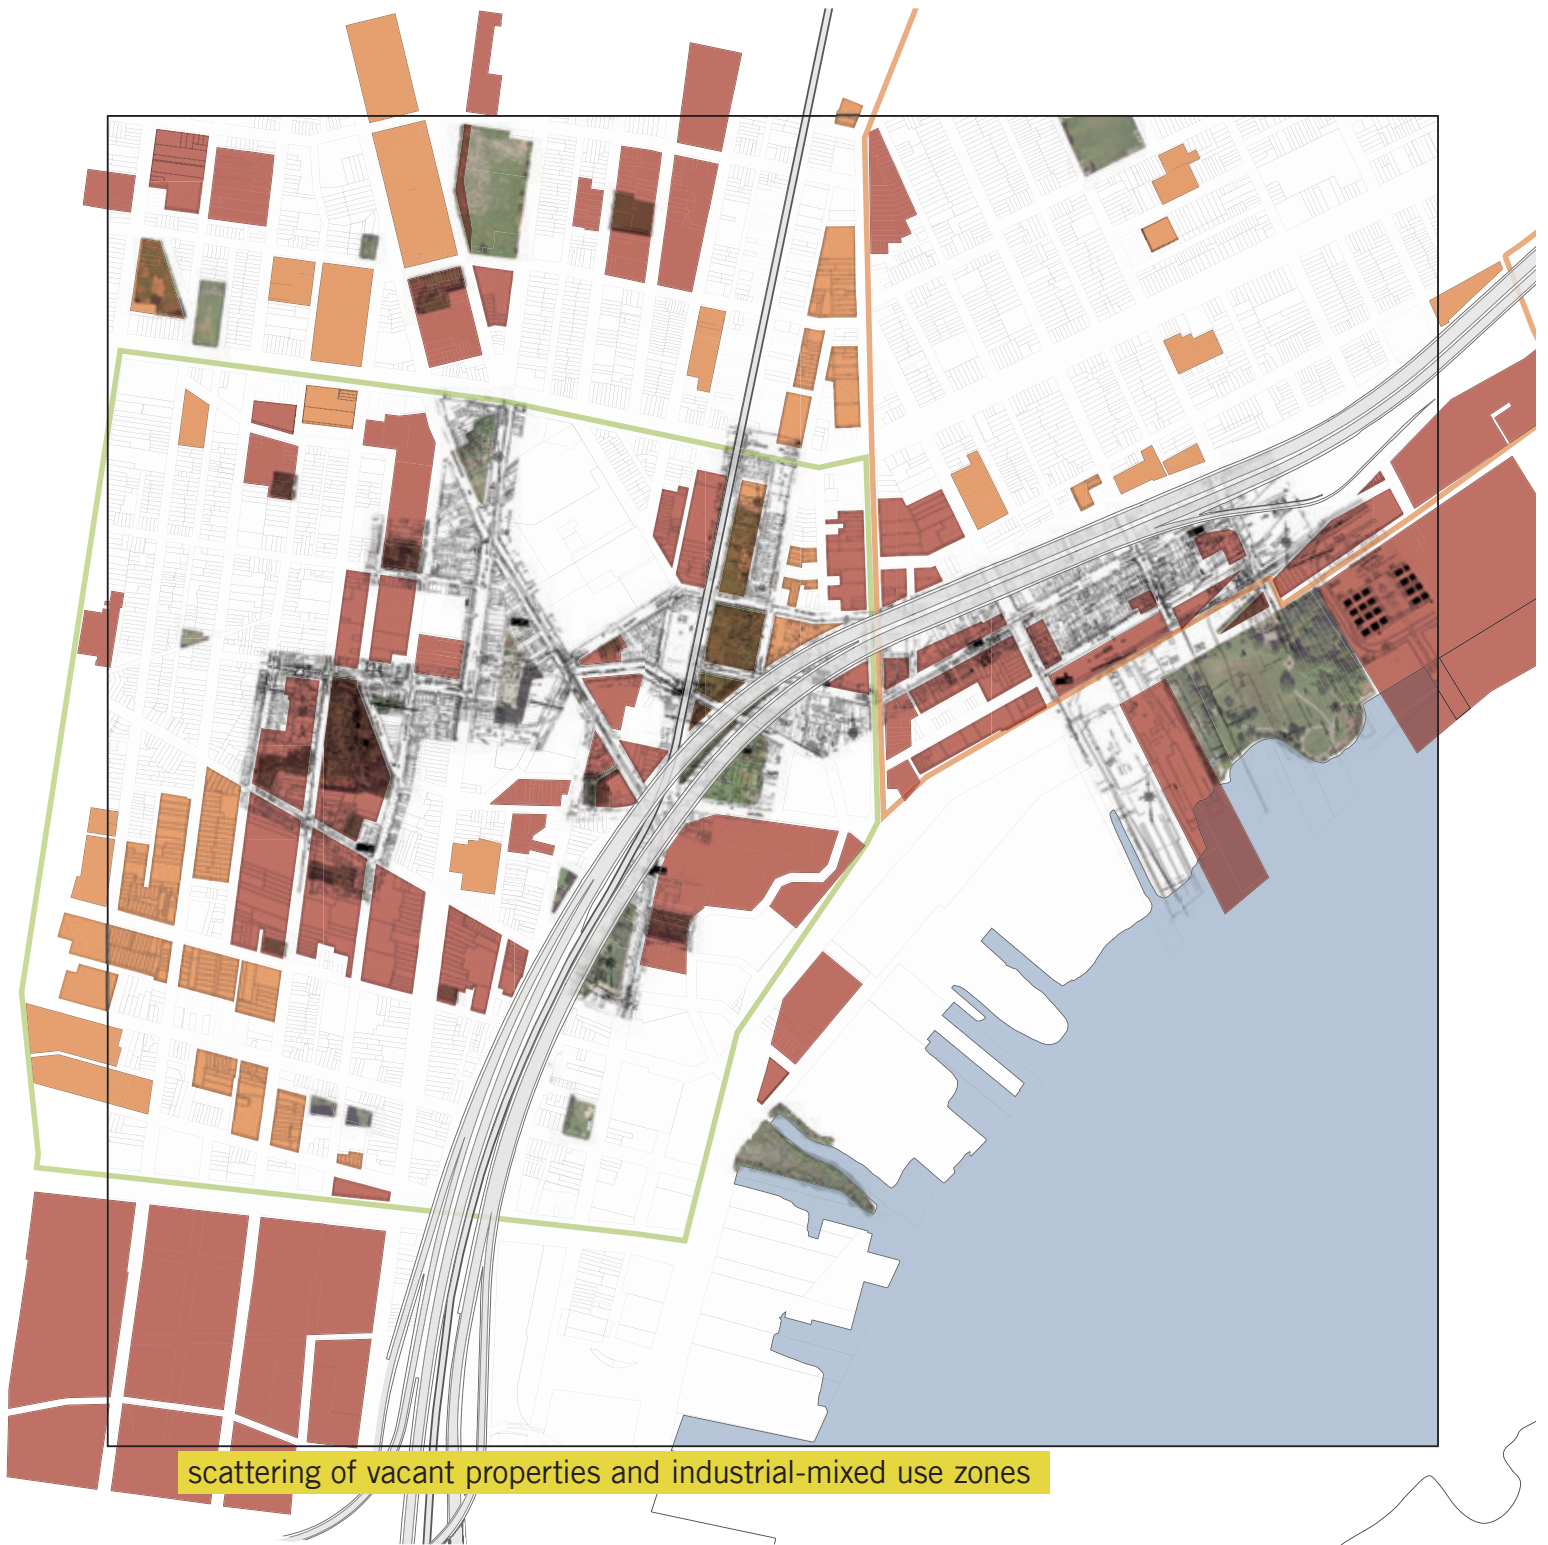 scattering of vacant properties and industrial-mixed use zones